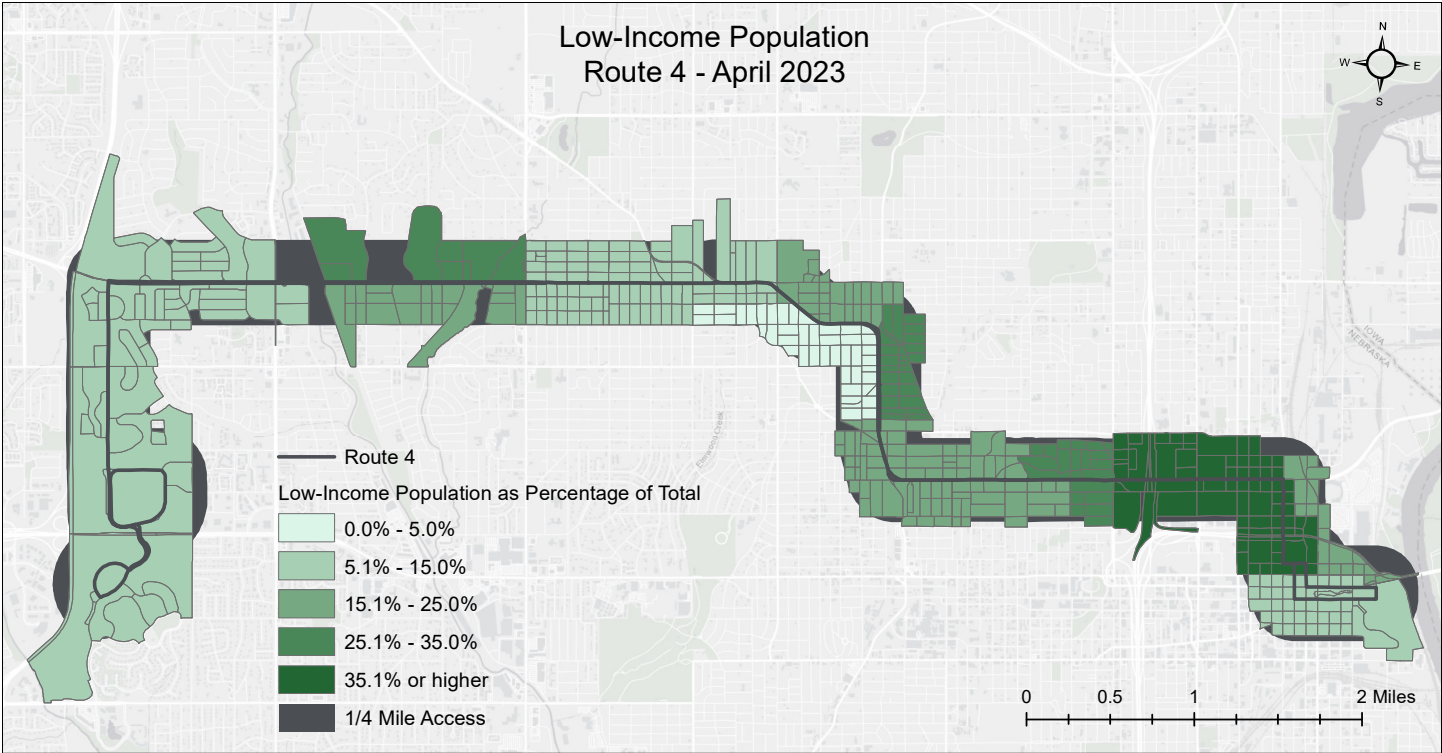 Low-Income Population
Route 4 - April 2023
N
W
E
S
IOWA
NEBRASKA
Elmwood Creek
Route 4
Low-Income Population as Percentage of Total
0.0% - 5.0%
5.1% - 15.0%
15.1% - 25.0%
25.1% - 35.0%
35.1% or higher
1/4 Mile Access
0
0.5
1
2 Miles